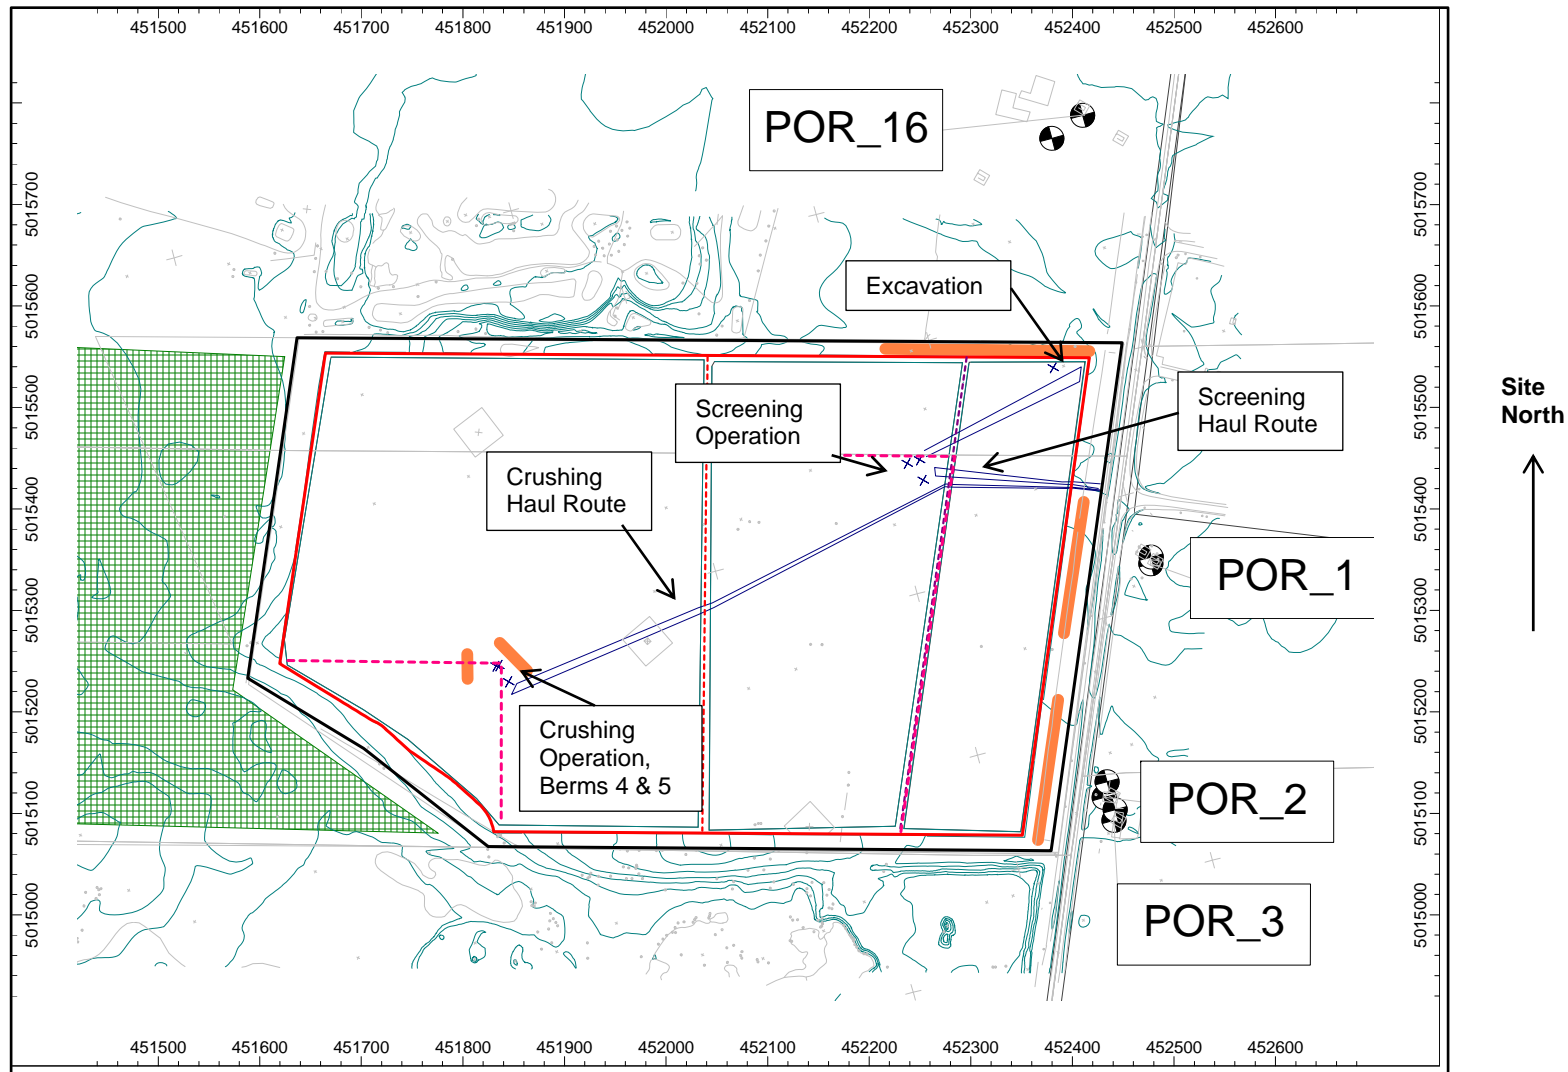 451500 451600 451700 451800 451900 452000 452100 452200 452300 452400 452500 452600
POR_16
5015700
5015700
Excavation
5015600
5015600
Screening
Operation
Screening
Haul Route
5015500
5015500
Site
North
Crushing
Haul Route
5015400
5015400
POR_1
5015300
5015300
5015200
5015200
Crushing
Operation,
Berms 4 & 5
POR_2
5015100
5015100
POR_3
5015000
5015000
451500 451600 451700 451800 451900 452000 452100 452200 452300 452400 452500 452600